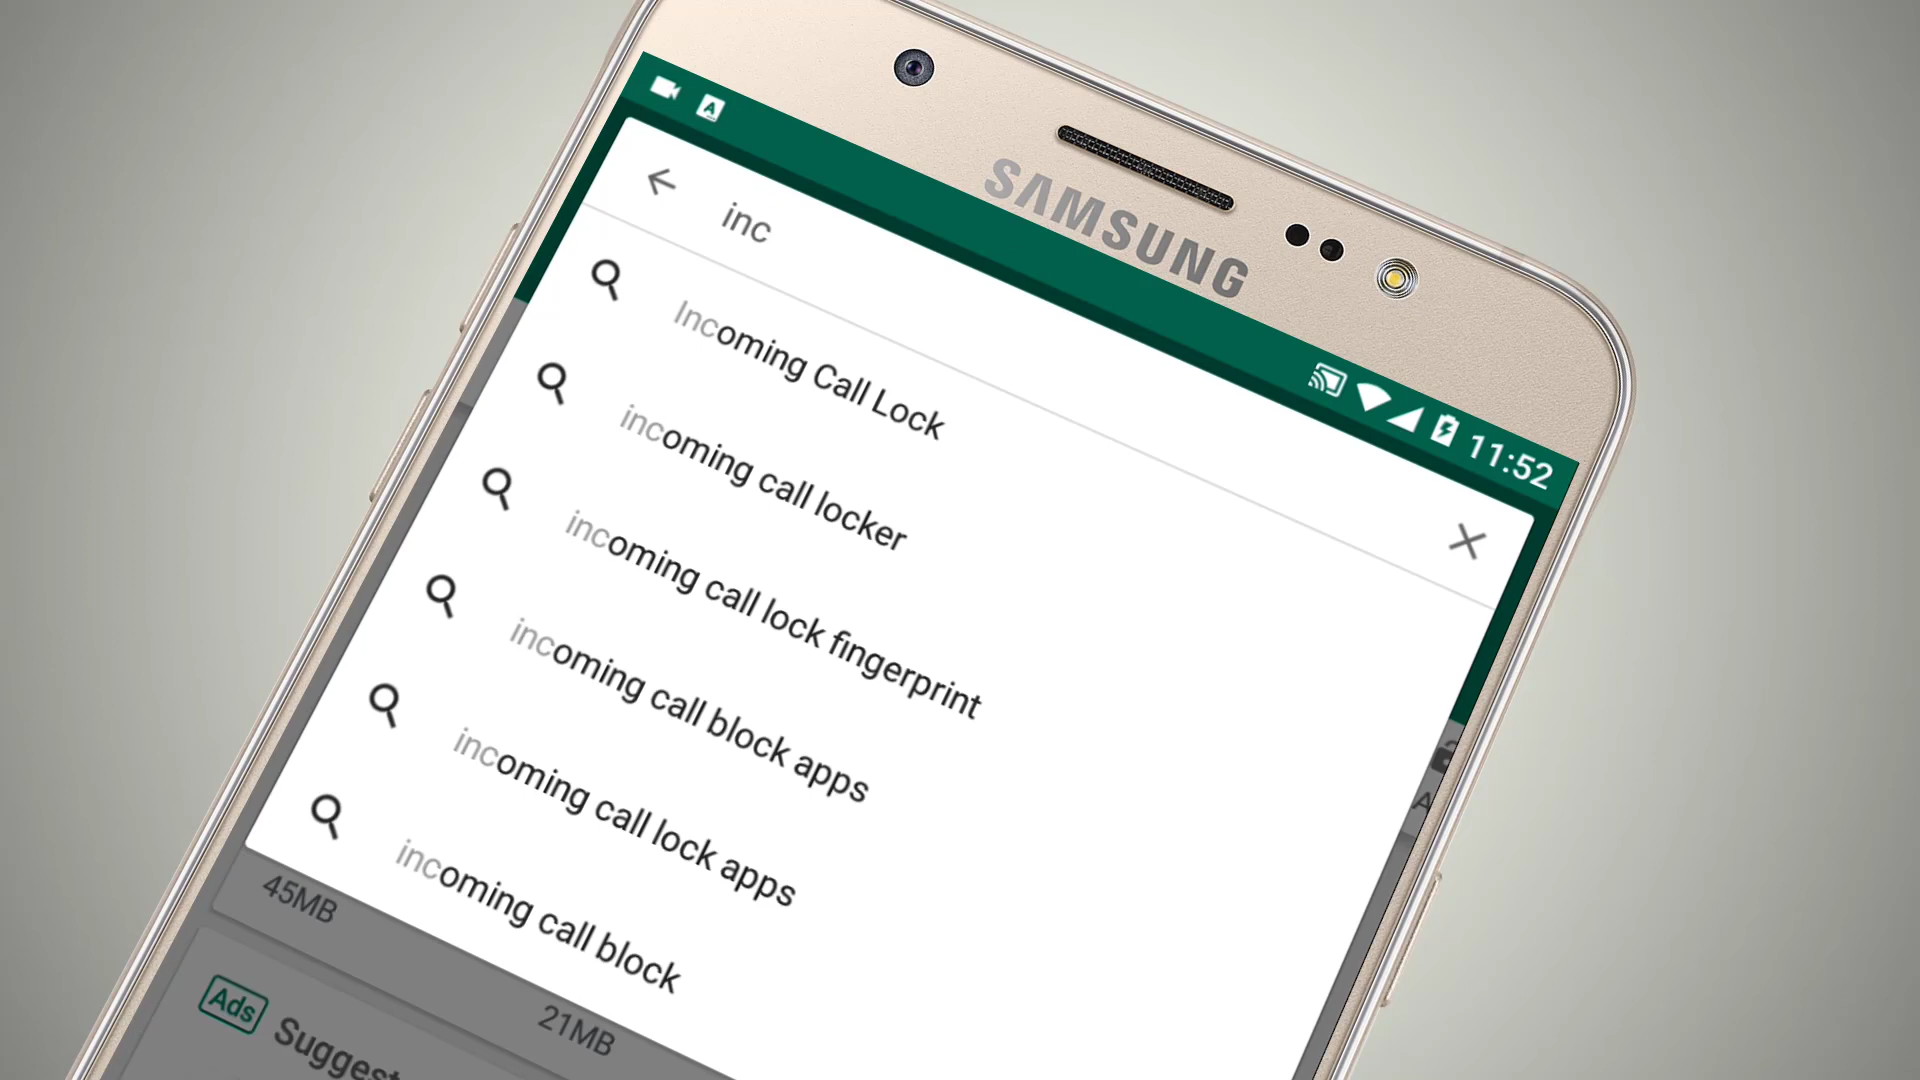 SAMSUNG
11:52
inc
Incoming Call Lock
incoming call locker
incoming call lock fingerprint
incoming call block apps
incoming call lock apps
incoming call block
45MB
21MB
Ads
A